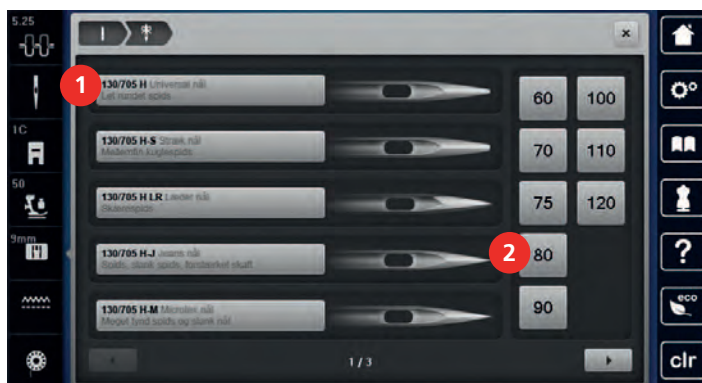 5.25
1
130/705 H Universal nål
Let rundet spids
60 100
1C
130/705 H-S Stræk nål
Mellemfin kuglespids
70 110
50
130/705 H LR Læder nål
Skærespids
75 120
9mm
130/705 H-J Jeans nål
Spids, slank spids, forstærket skaft
2
80
?
130/705 H-M Microtex nål
Meget tynd spids og slank nål
90
eco
1/3
clr